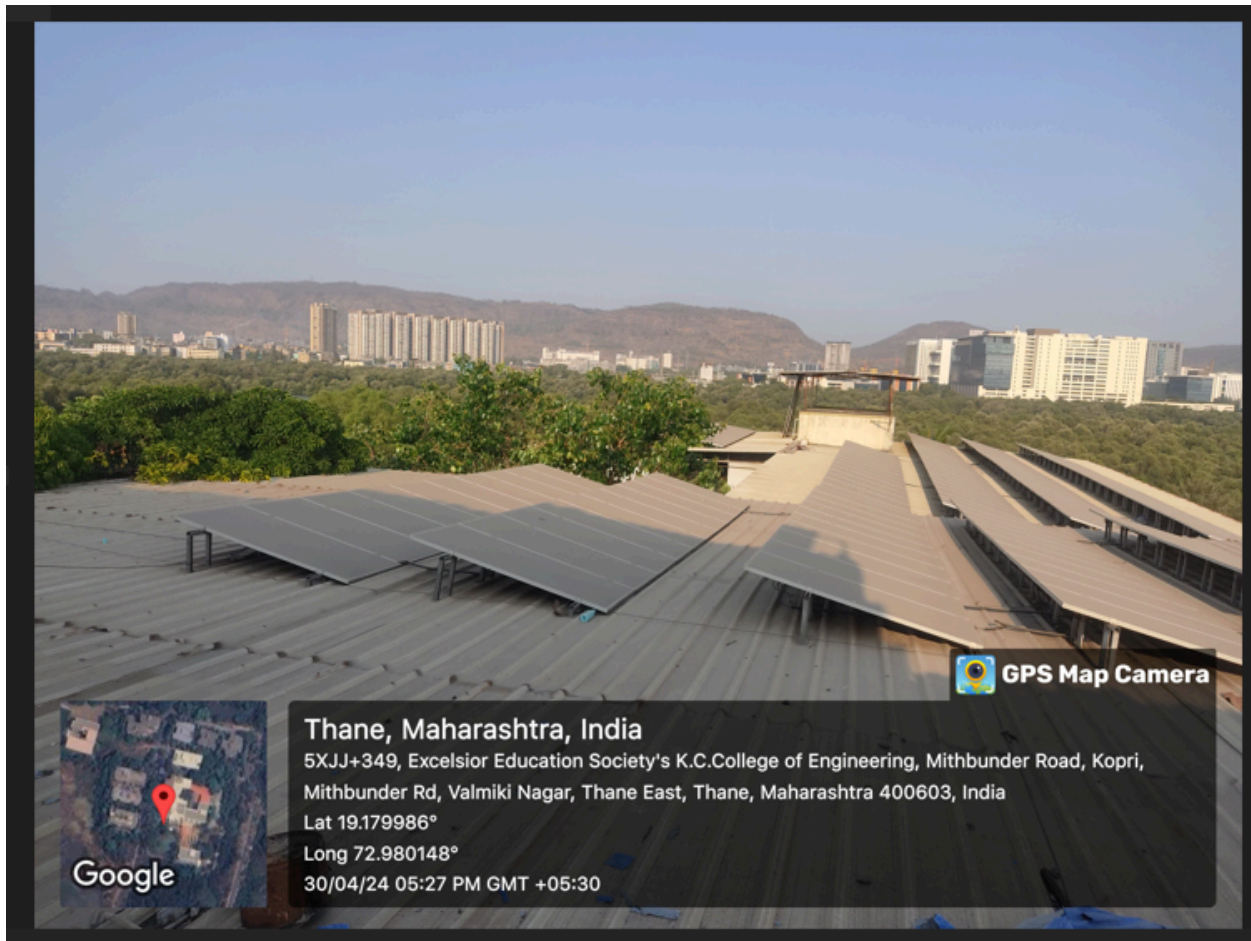 GPS Map Camera
Thane, Maharashtra, India
5XJJ+349, Excelsior Education Society's K.C.College of Engineering, Mithbunder Road, Kopri,
Mithbunder Rd, Valmiki Nagar, Thane East, Thane, Maharashtra 400603, India
Lat 19.179986°
Long 72.980148°
30/04/24 05:27 PM GMT +05:30
Google